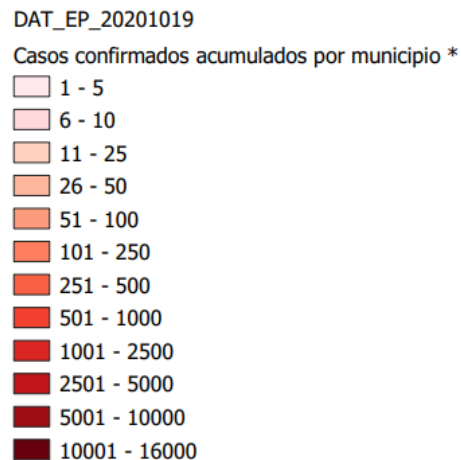 DAT_EP_20201019
Casos confirmados acumulados por municipio *
1 - 5
6 - 10
11 - 25
26 - 50
51 - 100
101 - 250
251 - 500
501 - 1000
1001 - 2500
2501 - 5000
5001 - 10000
10001 - 16000